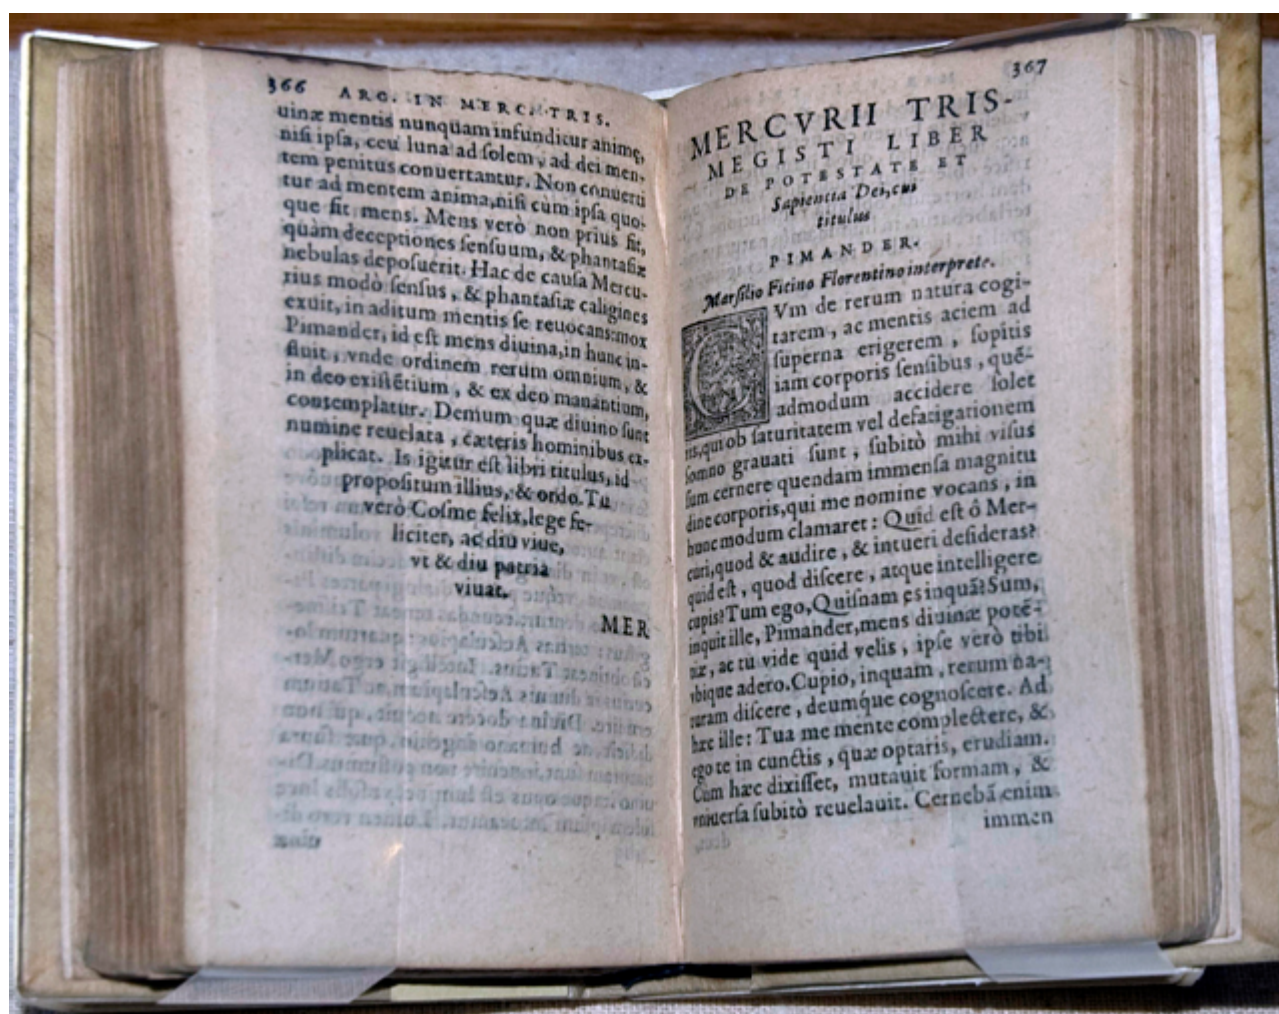 366 ARG. IN MERC. TRIS.
uinæ mentis nunquam infunditur animę,
nisi ipsa, ceu luna ad solem, ad dei men-
tem penitus conuertantur. Non conuerti
tur ad mentem anima, nisi cùm ipsa quo-
que sit mens. Mens verò non prius fit,
quàm deceptiones sensuum, & phantasiæ
nebulas deposuerit. Hac de causa Mercu-
rius modò sensus, & phantasiæ caligines
exuit, in aditum mentis se reuocans: mox
Pimander, id est mens diuina, in hunc in-
fluit, vnde ordinem rerum omnium, &
in deo existẽtium, & ex deo manantium,
contemplatur. Demum quæ diuino sunt
numine reuelata, cæteris hominibus ex-
plicat. Is igitur est libri titulus, id
propositum illius, & ordo. Tu
verò Cosme felix, lege fe-
liciter, ac diu viue,
vt & diu patria
viuat.
MER
367
MERCVRII TRIS-
MEGISTI LIBER
DE POTESTATE ET
Sapientia Dei, cui
titulus
PIMANDER.
Marsilio Ficino Florentino interprete.
CVm de rerum natura cogi-
tarem, ac mentis aciem ad
superna erigerem, sopitis
iam corporis sensibus, quẽ-
admodum accidere solet
iis, qui ob saturitatem vel defatigationem
somno grauati sunt, subitò mihi visus
sum cernere quendam immensa magnitu
dine corporis, qui me nomine vocans, in
hunc modum clamaret: Quid est ô Mer-
curi, quod & audire, & intueri desideras?
quid est, quod discere, atque intelligere
cupis? Tum ego, Quisnam es inquã? Sum,
inquit ille, Pimander, mens diuinæ potẽ-
tiæ, ac tu vide quid velis, ipse verò tibi
vbique adero. Cupio, inquam, rerum na-
turam discere, deumque cognoscere. Ad
hæc ille: Tua me mente complectere, &
ego te in cunctis, quæ optaris, erudiam.
Cùm hæc dixisset, mutauit formam, &
vniuersa subitò reuelauit. Cernebã enim
immen